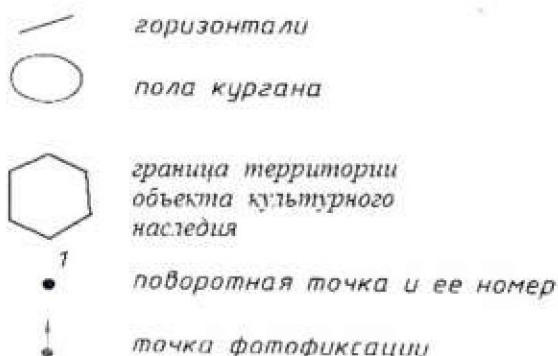 горизонтали
пола кургана
граница территории
объекта культурного
наследия
1
поворотная точка и ее номер
точка фотофиксации